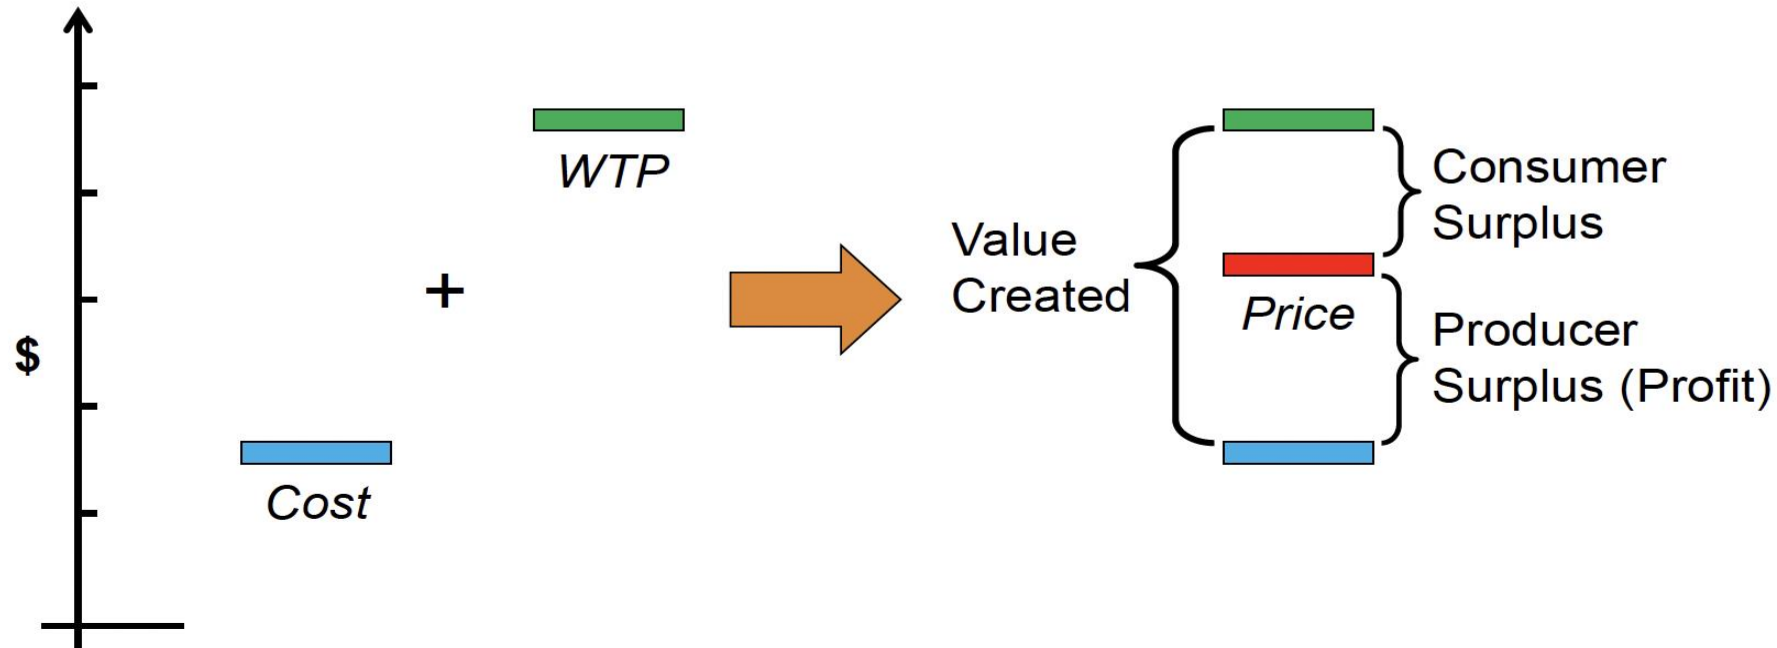 $
Cost
+
WTP
Value
Created
Price
Consumer
Surplus
Producer
Surplus (Profit)